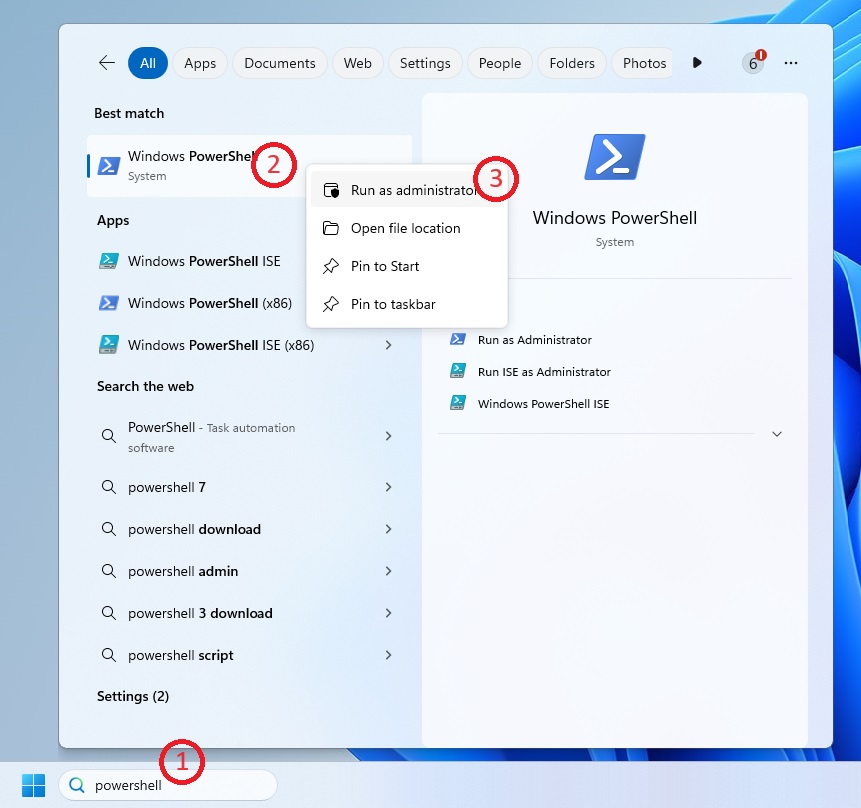 All
Apps
Documents
Web
Settings
People
Folders
Photos
6
Best match
Windows PowerShell
System
2
3
Run as administrator
Open file location
Pin to Start
Pin to taskbar
Apps
Windows PowerShell ISE
Windows PowerShell (x86)
Windows PowerShell ISE (x86)
Search the web
PowerShell - Task automation
software
powershell 7
powershell download
powershell admin
powershell 3 download
powershell script
Settings (2)
Windows PowerShell
System
Run as Administrator
Run ISE as Administrator
Windows PowerShell ISE
1
powershell